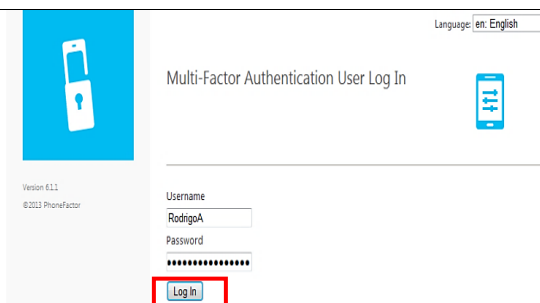 Language: en: English
Multi-Factor Authentication User Log In
Version 6.1.1
©2013 PhoneFactor
Username
RodrigoA
Password
••••••••••••••••
Log In